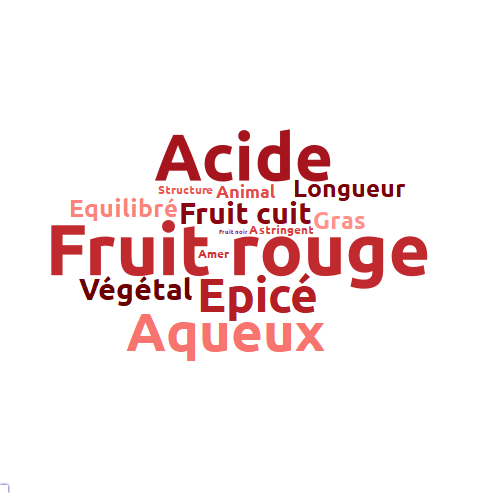 Acide
Structure Animal Longueur
Equilibré Fruit cuit Gras
Fruit noir Astringent
Fruit rouge
Amer
Végétal Epicé
Aqueux